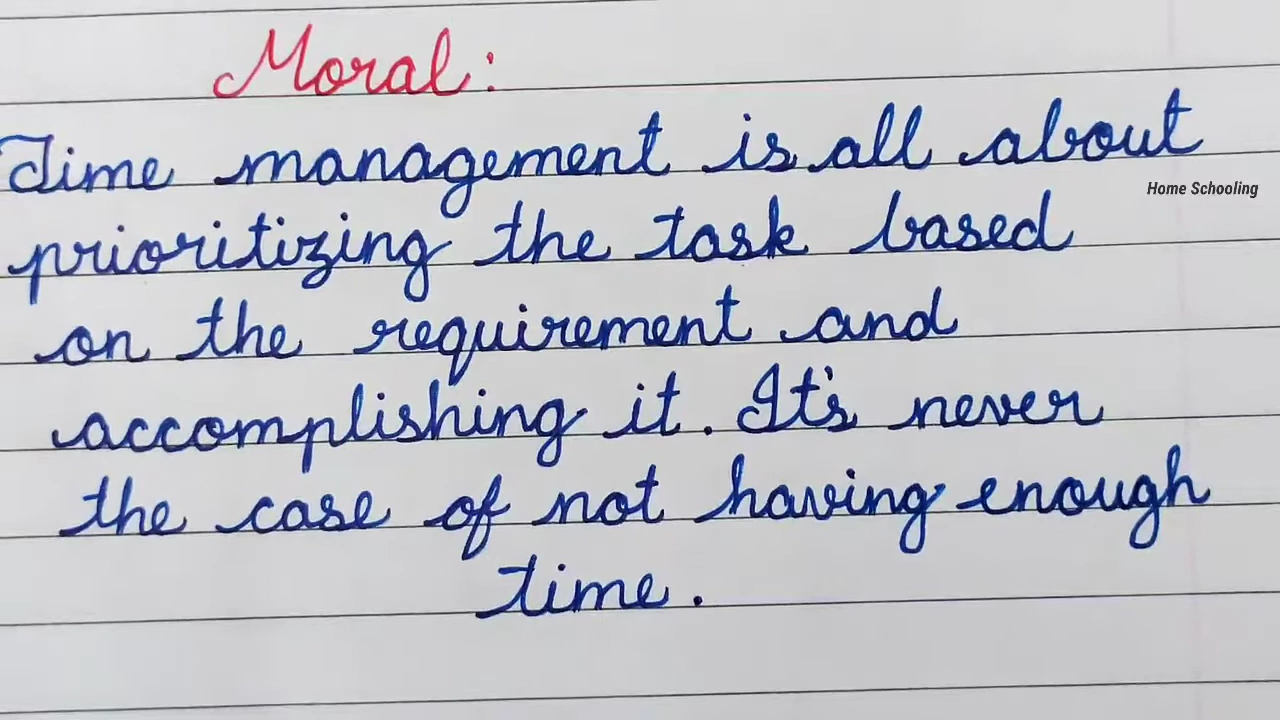 Moral:
Time management is all about
Home Schooling
prioritizing the task based
on the requirement and
accomplishing it. It's never
the case of not having enough
time.